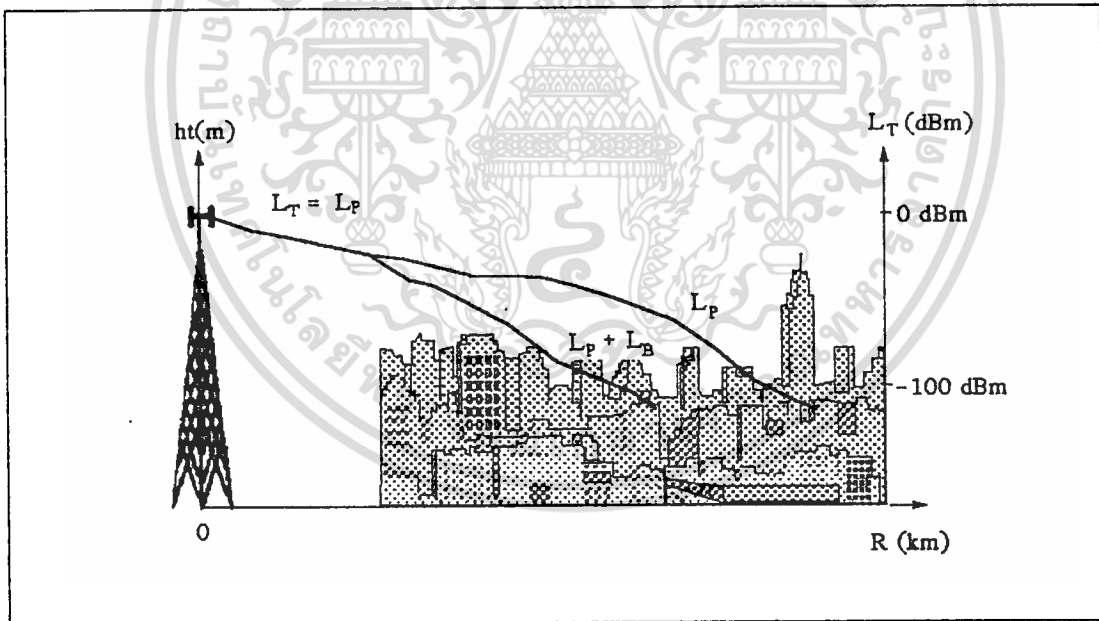 ht(m)
L_T (dBm)
L_T = L_P
0 dBm
L_P
L_P + L_B
-100 dBm
0
R (km)